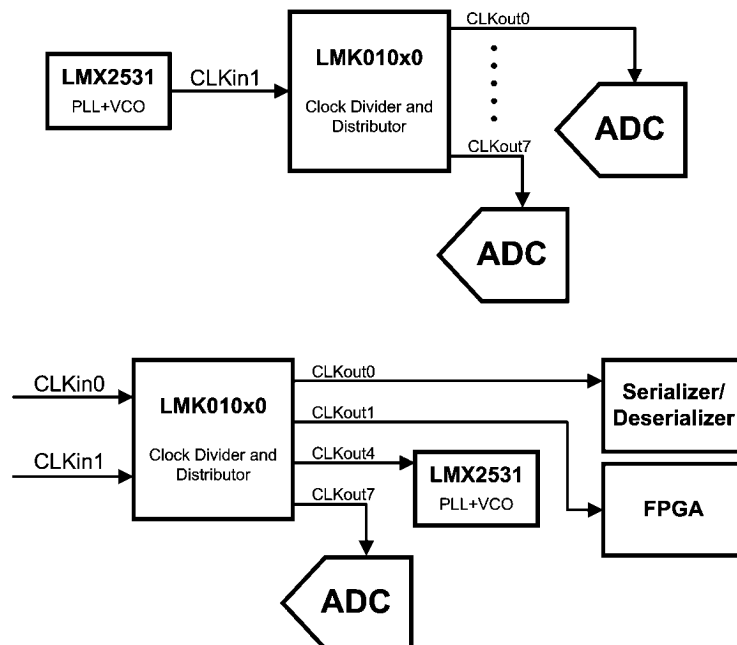 LMX2531
PLL+VCO
CLKin1
LMK010x0
Clock Divider and
Distributor
CLKout0
CLKout7
ADC
ADC
CLKin0
CLKin1
LMK010x0
Clock Divider and
Distributor
CLKout0
CLKout1
CLKout4
CLKout7
LMX2531
PLL+VCO
Serializer/
Deserializer
FPGA
ADC